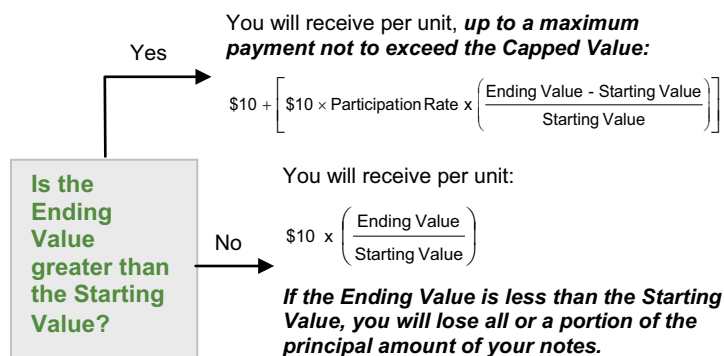 You will receive per unit, up to a maximum
payment not to exceed the Capped Value:
Yes
$10 + [ $10 × Participation Rate x ( Ending Value - Starting Value / Starting Value ) ]
Is the
Ending
Value
greater than
the Starting
Value?
No
You will receive per unit:
$10 x ( Ending Value / Starting Value )
If the Ending Value is less than the Starting
Value, you will lose all or a portion of the
principal amount of your notes.